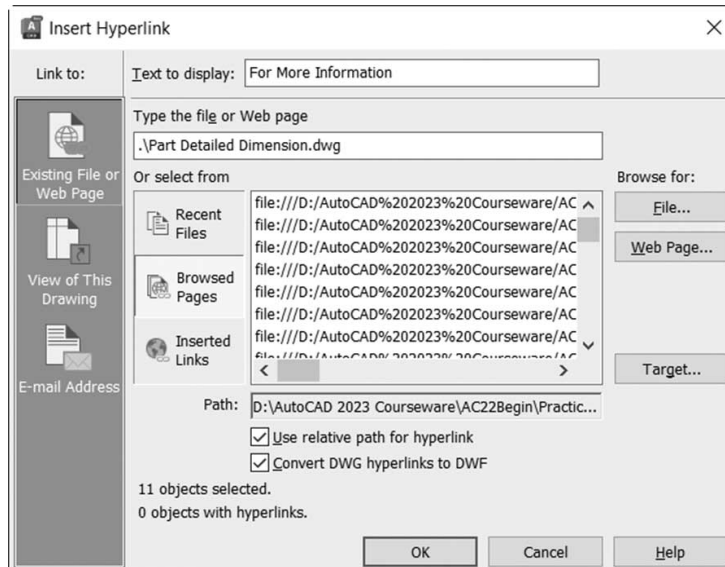 Insert Hyperlink
Link to:
Text to display:
For More Information
Type the file or Web page
.\Part Detailed Dimension.dwg
Existing File or
Web Page
Or select from
Browse for:
Recent
Files
file:///D:/AutoCAD%202023%20Courseware/AC
file:///D:/AutoCAD%202023%20Courseware/AC
file:///D:/AutoCAD%202023%20Courseware/AC
file:///D:/AutoCAD%202023%20Courseware/AC
file:///D:/AutoCAD%202023%20Courseware/AC
file:///D:/AutoCAD%202023%20Courseware/AC
file:///D:/AutoCAD%202023%20Courseware/AC
file:///D:/AutoCAD%202023%20Courseware/AC
File...
Web Page...
View of This
Drawing
Browsed
Pages
Inserted
Links
Target...
E-mail Address
Path:
D:\AutoCAD 2023 Courseware\AC22Begin\Practic...
Use relative path for hyperlink
Convert DWG hyperlinks to DWF
11 objects selected.
0 objects with hyperlinks.
OK
Cancel
Help